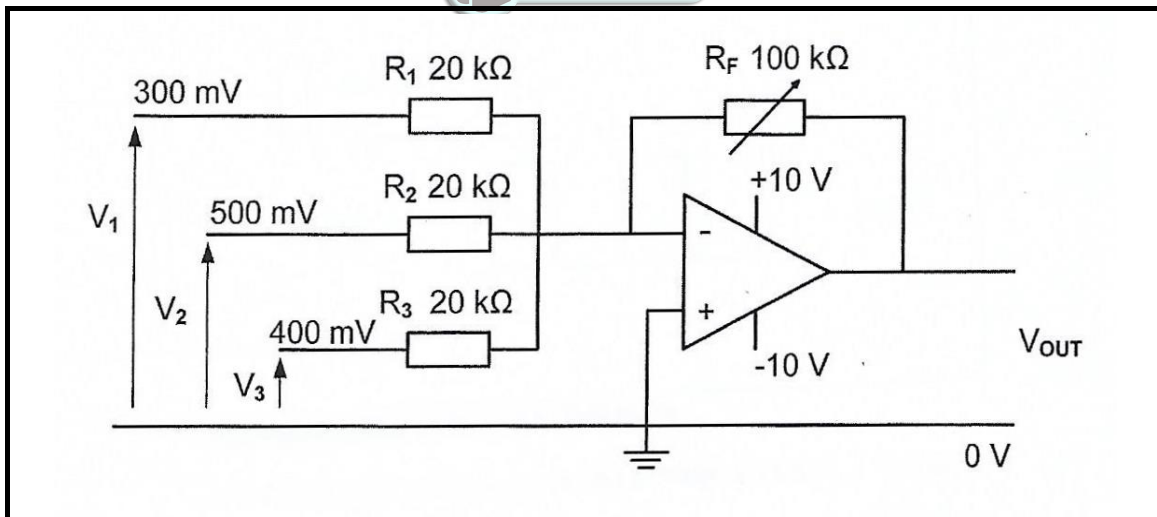 R₁ 20 kΩ
R_F 100 kΩ
300 mV
+10 V
R₂ 20 kΩ
500 mV
V₁
-
V₂
R₃ 20 kΩ
400 mV
+
V₃
-10 V
V_OUT
0 V